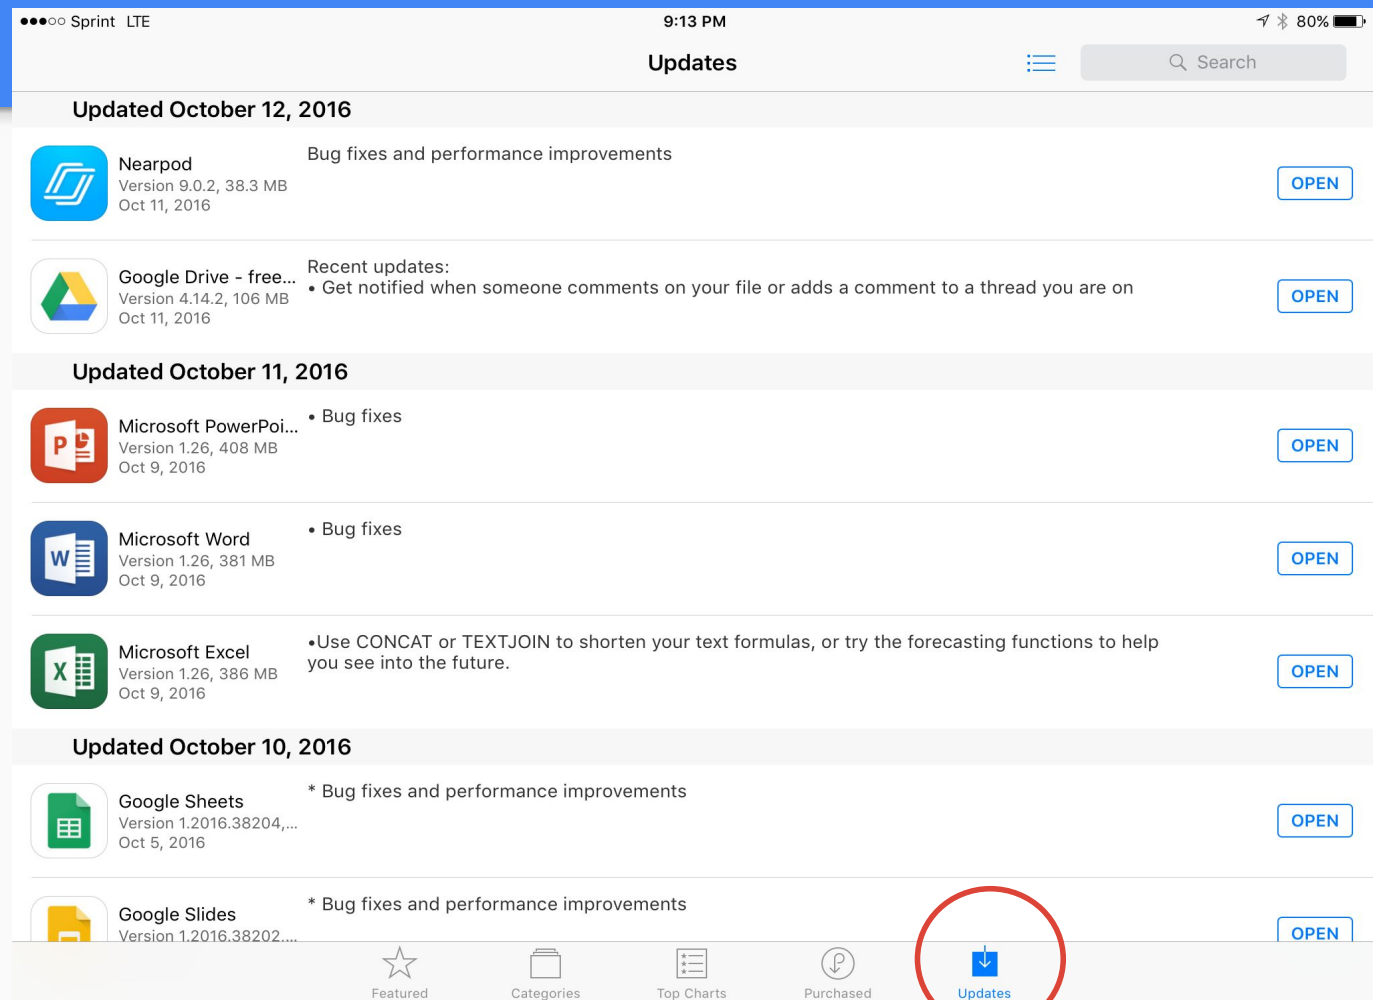 Sprint LTE
9:13 PM
80%
Updates
Search
Updated October 12, 2016
Nearpod
Version 9.0.2, 38.3 MB
Oct 11, 2016
Bug fixes and performance improvements
OPEN
Google Drive - free...
Version 4.14.2, 106 MB
Oct 11, 2016
Recent updates:
• Get notified when someone comments on your file or adds a comment to a thread you are on
OPEN
Updated October 11, 2016
Microsoft PowerPoi...
Version 1.26, 408 MB
Oct 9, 2016
• Bug fixes
OPEN
Microsoft Word
Version 1.26, 381 MB
Oct 9, 2016
• Bug fixes
OPEN
Microsoft Excel
Version 1.26, 386 MB
Oct 9, 2016
•Use CONCAT or TEXTJOIN to shorten your text formulas, or try the forecasting functions to help
you see into the future.
OPEN
Updated October 10, 2016
Google Sheets
Version 1.2016.38204,...
Oct 5, 2016
* Bug fixes and performance improvements
OPEN
Google Slides
Version 1.2016.38202,...
* Bug fixes and performance improvements
OPEN
Featured
Categories
Top Charts
Purchased
Updates